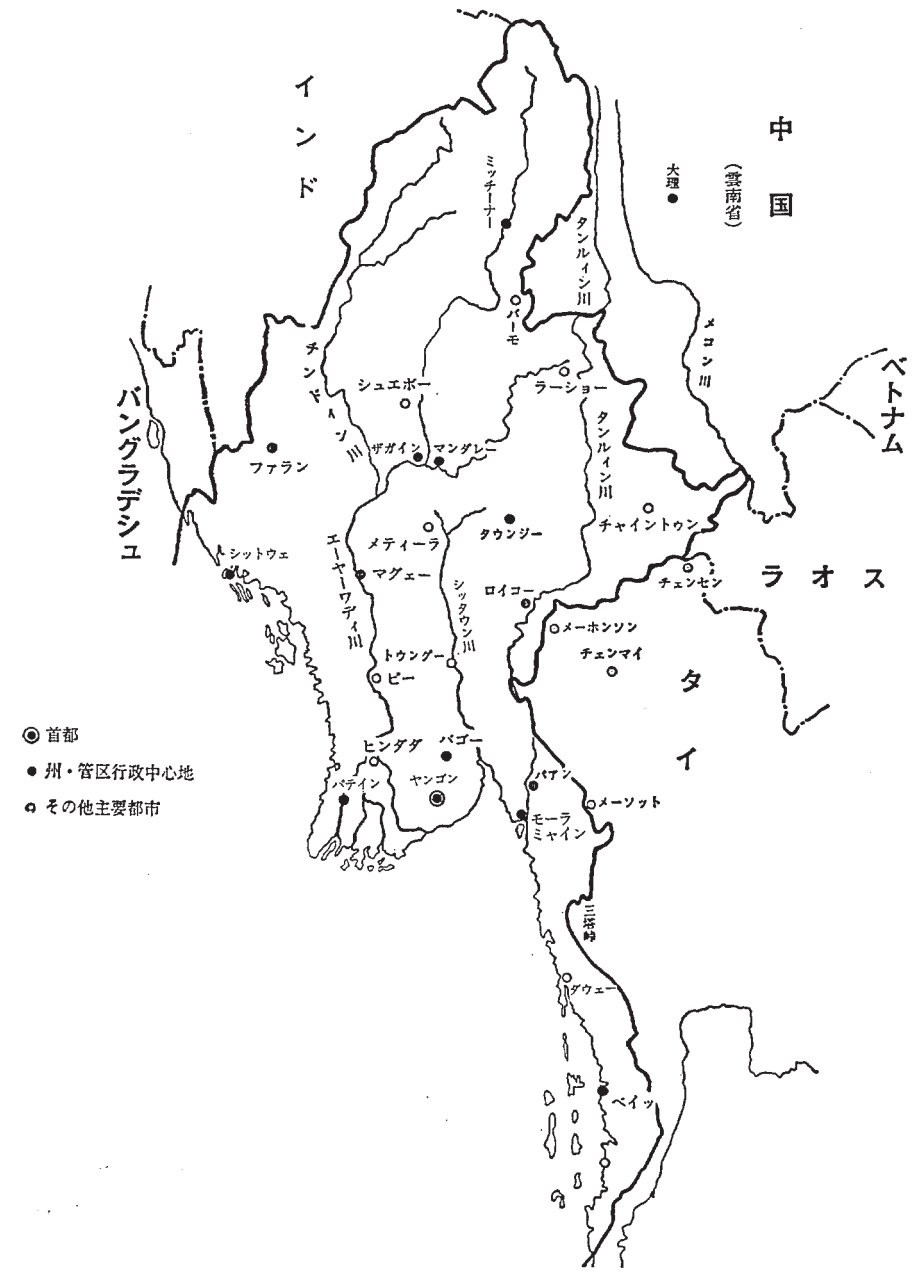 インド
中国
(雲南省)
大理
ミッチーナー
タンルィン川
バーモ
メコン川
ベトナム
チンドィン川
シュエボー
ラーショー
バングラデシュ
ファラン
ザガイン
マンダレー
タンルィン川
チャイントゥン
メティーラ
タウンジー
エーヤーワディ川
シットウェ
マグェー
シッタウン川
ロイコー
チェンセン
ラオス
メーホンソン
チェンマイ
トウングー
ピー
タイ
首都
州・管区行政中心地
その他主要都市
ヒンダダ
バゴー
パテイン
ヤンゴン
パアン
メーソット
モーラ
ミャイン
三塔峠
ダウェー
ベイッ